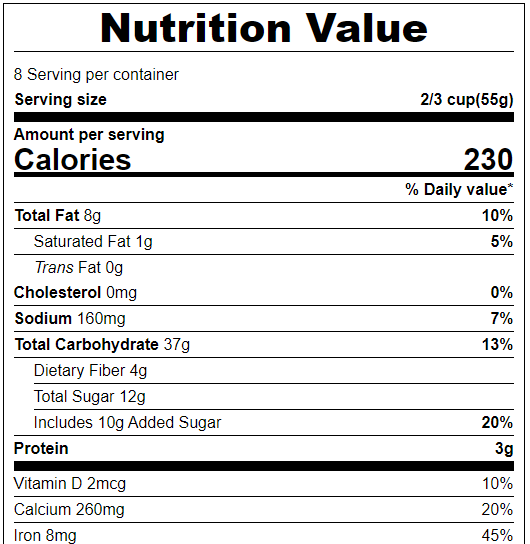 Nutrition Value
8 Serving per container
Serving size 2/3 cup(55g)
Amount per serving
Calories 230
% Daily value*
Total Fat 8g 10%
Saturated Fat 1g 5%
Trans Fat 0g
Cholesterol 0mg 0%
Sodium 160mg 7%
Total Carbohydrate 37g 13%
Dietary Fiber 4g
Total Sugar 12g
Includes 10g Added Sugar 20%
Protein 3g
Vitamin D 2mcg 10%
Calcium 260mg 20%
Iron 8mg 45%